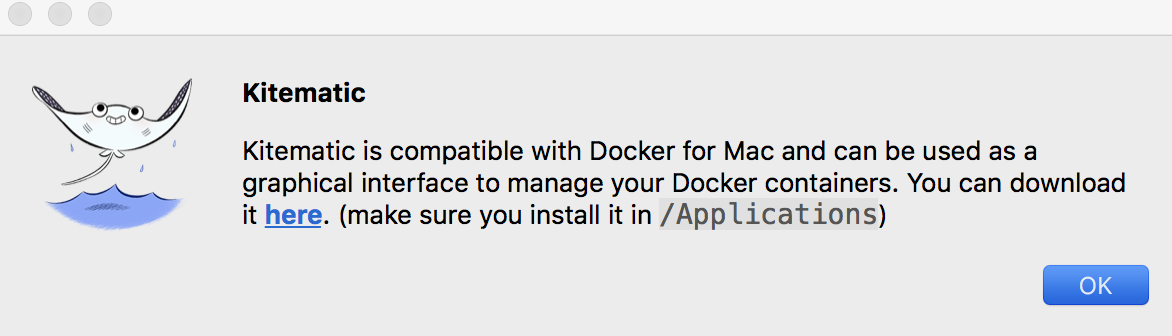 Kitematic
Kitematic is compatible with Docker for Mac and can be used as a
graphical interface to manage your Docker containers. You can download
it here. (make sure you install it in /Applications)
OK